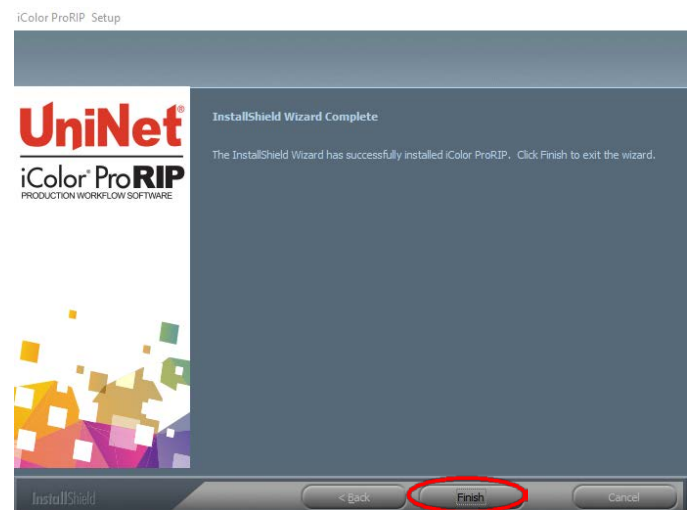 iColor ProRIP Setup
UniNet®
iColor® ProRIP
PRODUCTION WORKFLOW SOFTWARE
InstallShield Wizard Complete
The InstallShield Wizard has successfully installed iColor ProRIP. Click Finish to exit the wizard.
InstallShield
< Back
Finish
Cancel